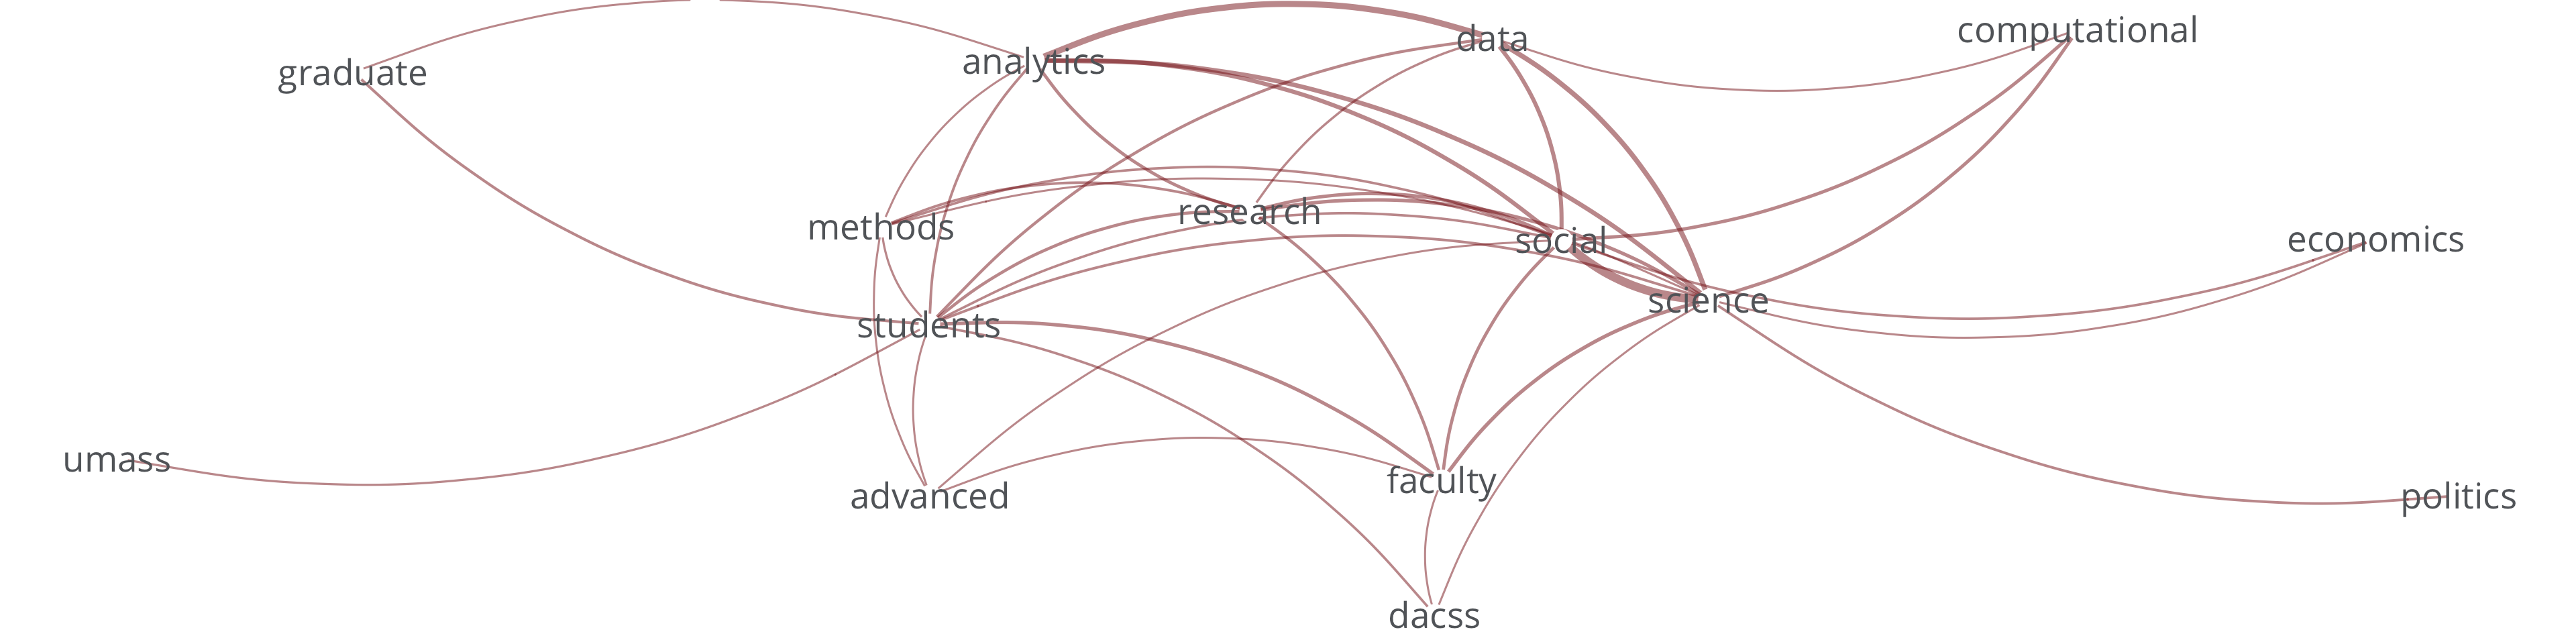 computational
data
analytics
graduate
research
methods
social
economics
science
students
umass
faculty
advanced
politics
dacss